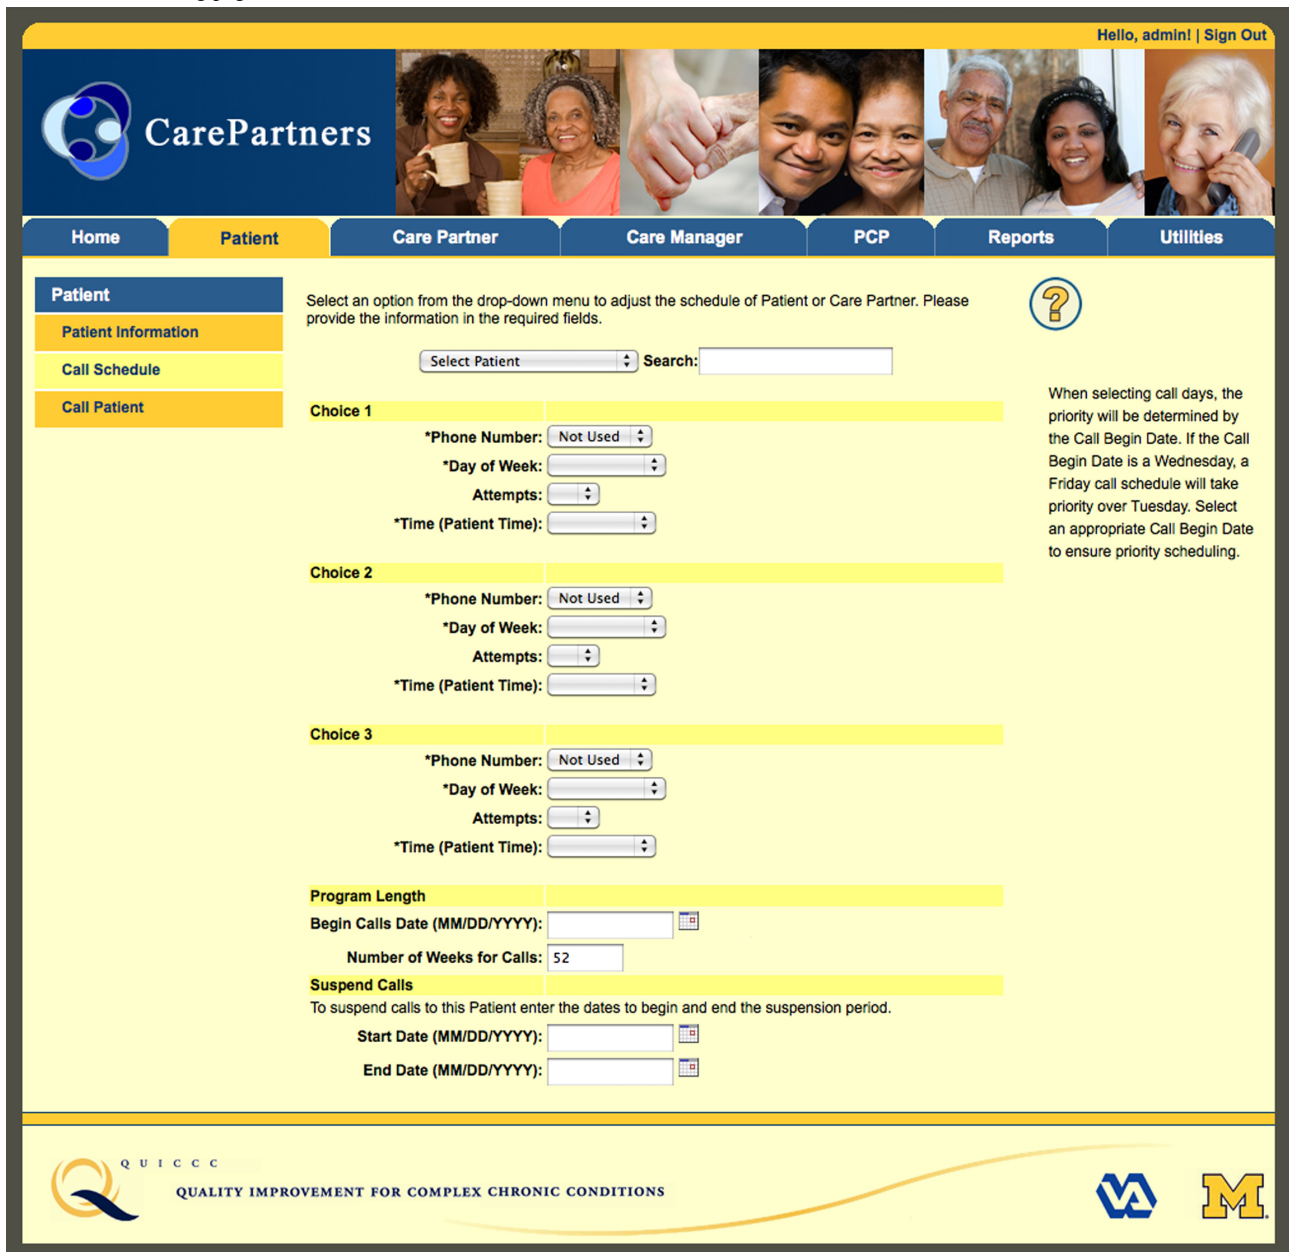 Hello, admin! | Sign Out
CarePartners
Home Patient Care Partner Care Manager PCP Reports Utilities
Patient
Patient Information
Call Schedule
Call Patient
Select an option from the drop-down menu to adjust the schedule of Patient or Care Partner. Please
provide the information in the required fields.
Select Patient Search:
Choice 1
*Phone Number: Not Used
*Day of Week:
Attempts:
*Time (Patient Time):
Choice 2
*Phone Number: Not Used
*Day of Week:
Attempts:
*Time (Patient Time):
Choice 3
*Phone Number: Not Used
*Day of Week:
Attempts:
*Time (Patient Time):
Program Length
Begin Calls Date (MM/DD/YYYY):
Number of Weeks for Calls: 52
Suspend Calls
To suspend calls to this Patient enter the dates to begin and end the suspension period.
Start Date (MM/DD/YYYY):
End Date (MM/DD/YYYY):
?
When selecting call days, the
priority will be determined by
the Call Begin Date. If the Call
Begin Date is a Wednesday, a
Friday call schedule will take
priority over Tuesday. Select
an appropriate Call Begin Date
to ensure priority scheduling.
Q
QUICCC
QUALITY IMPROVEMENT FOR COMPLEX CHRONIC CONDITIONS
VA
M